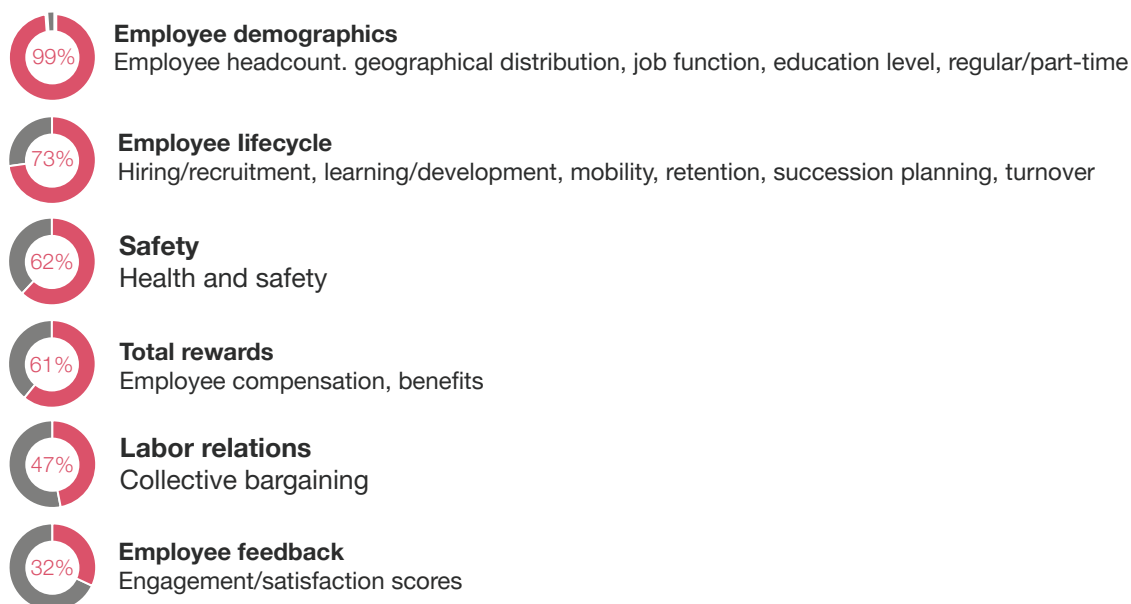 99%
Employee demographics
Employee headcount. geographical distribution, job function, education level, regular/part-time
73%
Employee lifecycle
Hiring/recruitment, learning/development, mobility, retention, succession planning, turnover
62%
Safety
Health and safety
61%
Total rewards
Employee compensation, benefits
47%
Labor relations
Collective bargaining
32%
Employee feedback
Engagement/satisfaction scores